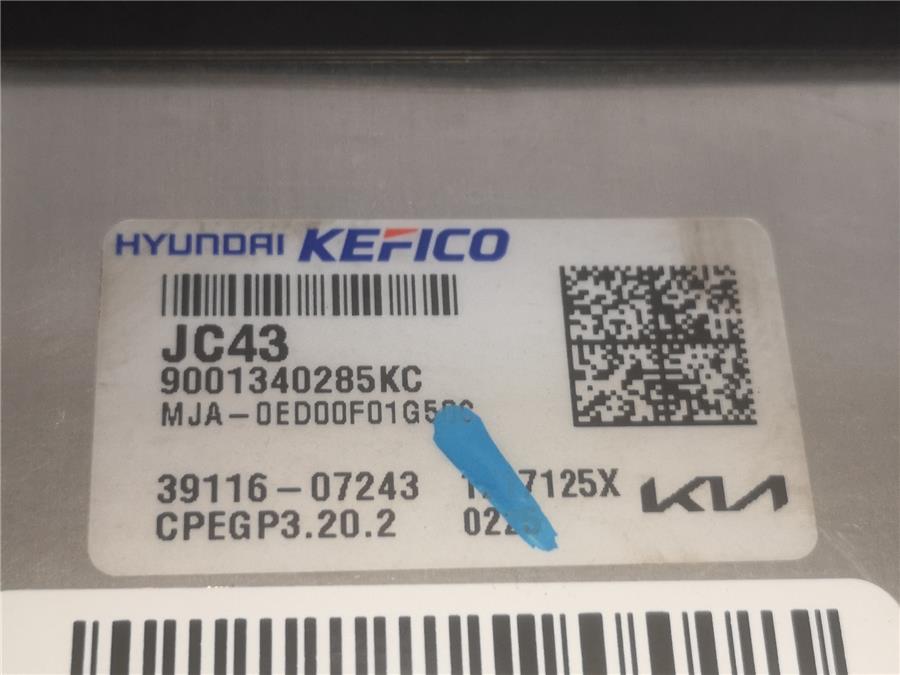 HYUNDAI KEFICO
JC43
9001340285KC
39116-07243
KIA
CPEGP3.20.2